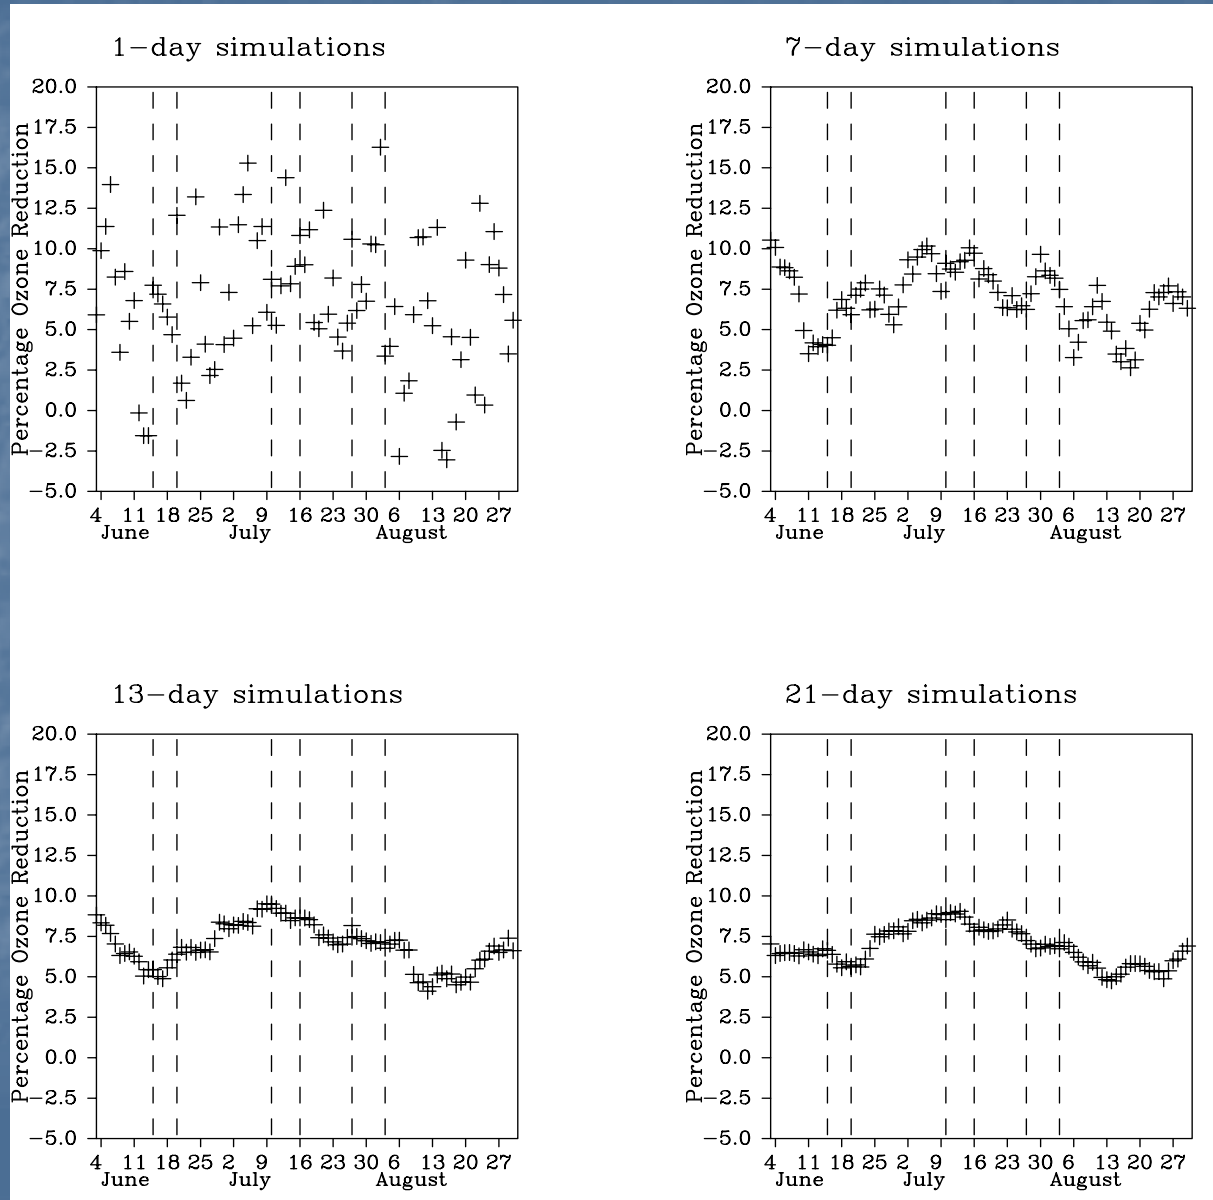 1-day simulations
Percentage Ozone Reduction
20.0
17.5
15.0
12.5
10.0
7.5
5.0
2.5
0.0
-2.5
-5.0
4 11 18 25 2 9 16 23 30 6 13 20 27
June July August
7-day simulations
Percentage Ozone Reduction
20.0
17.5
15.0
12.5
10.0
7.5
5.0
2.5
0.0
-2.5
-5.0
4 11 18 25 2 9 16 23 30 6 13 20 27
June July August
13-day simulations
Percentage Ozone Reduction
20.0
17.5
15.0
12.5
10.0
7.5
5.0
2.5
0.0
-2.5
-5.0
4 11 18 25 2 9 16 23 30 6 13 20 27
June July August
21-day simulations
Percentage Ozone Reduction
20.0
17.5
15.0
12.5
10.0
7.5
5.0
2.5
0.0
-2.5
-5.0
4 11 18 25 2 9 16 23 30 6 13 20 27
June July August